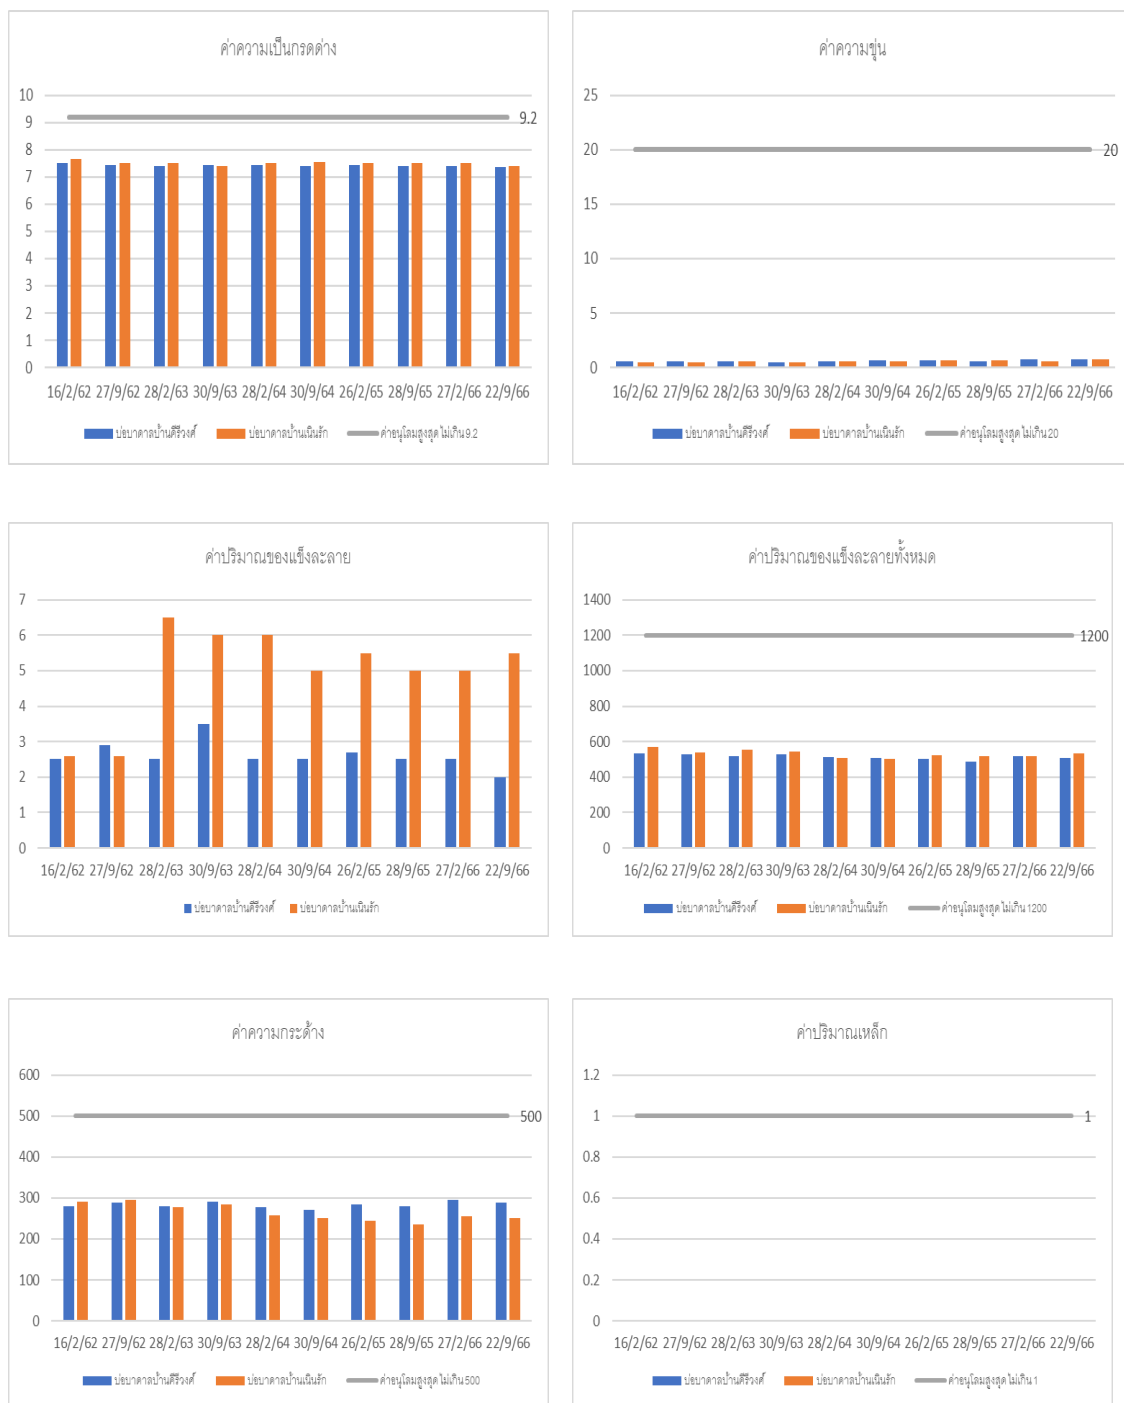 ค่าความเป็นกรดด่าง
10
9
8
7
6
5
4
3
2
1
0
9.2
16/2/62 27/9/62 28/2/63 30/9/63 28/2/64 30/9/64 26/2/65 28/9/65 27/2/66 22/9/66
บ่อบาดาลบ้านคีรีวงศ์ บ่อบาดาลบ้านเนินรัก ค่าอนุโลมสูงสุด ไม่เกิน 9.2
ค่าความขุ่น
25
20
15
10
5
0
20
16/2/62 27/9/62 28/2/63 30/9/63 28/2/64 30/9/64 26/2/65 28/9/65 27/2/66 22/9/66
บ่อบาดาลบ้านคีรีวงศ์ บ่อบาดาลบ้านเนินรัก ค่าอนุโลมสูงสุด ไม่เกิน 20
ค่าปริมาณของแข็งละลาย
7
6
5
4
3
2
1
0
16/2/62 27/9/62 28/2/63 30/9/63 28/2/64 30/9/64 26/2/65 28/9/65 27/2/66 22/9/66
บ่อบาดาลบ้านคีรีวงศ์ บ่อบาดาลบ้านเนินรัก
ค่าปริมาณของแข็งละลายทั้งหมด
1400
1200
1000
800
600
400
200
0
1200
16/2/62 27/9/62 28/2/63 30/9/63 28/2/64 30/9/64 26/2/65 28/9/65 27/2/66 22/9/66
บ่อบาดาลบ้านคีรีวงศ์ บ่อบาดาลบ้านเนินรัก ค่าอนุโลมสูงสุด ไม่เกิน 1200
ค่าความกระด้าง
600
500
400
300
200
100
0
500
16/2/62 27/9/62 28/2/63 30/9/63 28/2/64 30/9/64 26/2/65 28/9/65 27/2/66 22/9/66
บ่อบาดาลบ้านคีรีวงศ์ บ่อบาดาลบ้านเนินรัก ค่าอนุโลมสูงสุด ไม่เกิน 500
ค่าปริมาณเหล็ก
1.2
1
0.8
0.6
0.4
0.2
0
1
16/2/62 27/9/62 28/2/63 30/9/63 28/2/64 30/9/64 26/2/65 28/9/65 27/2/66 22/9/66
บ่อบาดาลบ้านคีรีวงศ์ บ่อบาดาลบ้านเนินรัก ค่าอนุโลมสูงสุด ไม่เกิน 1